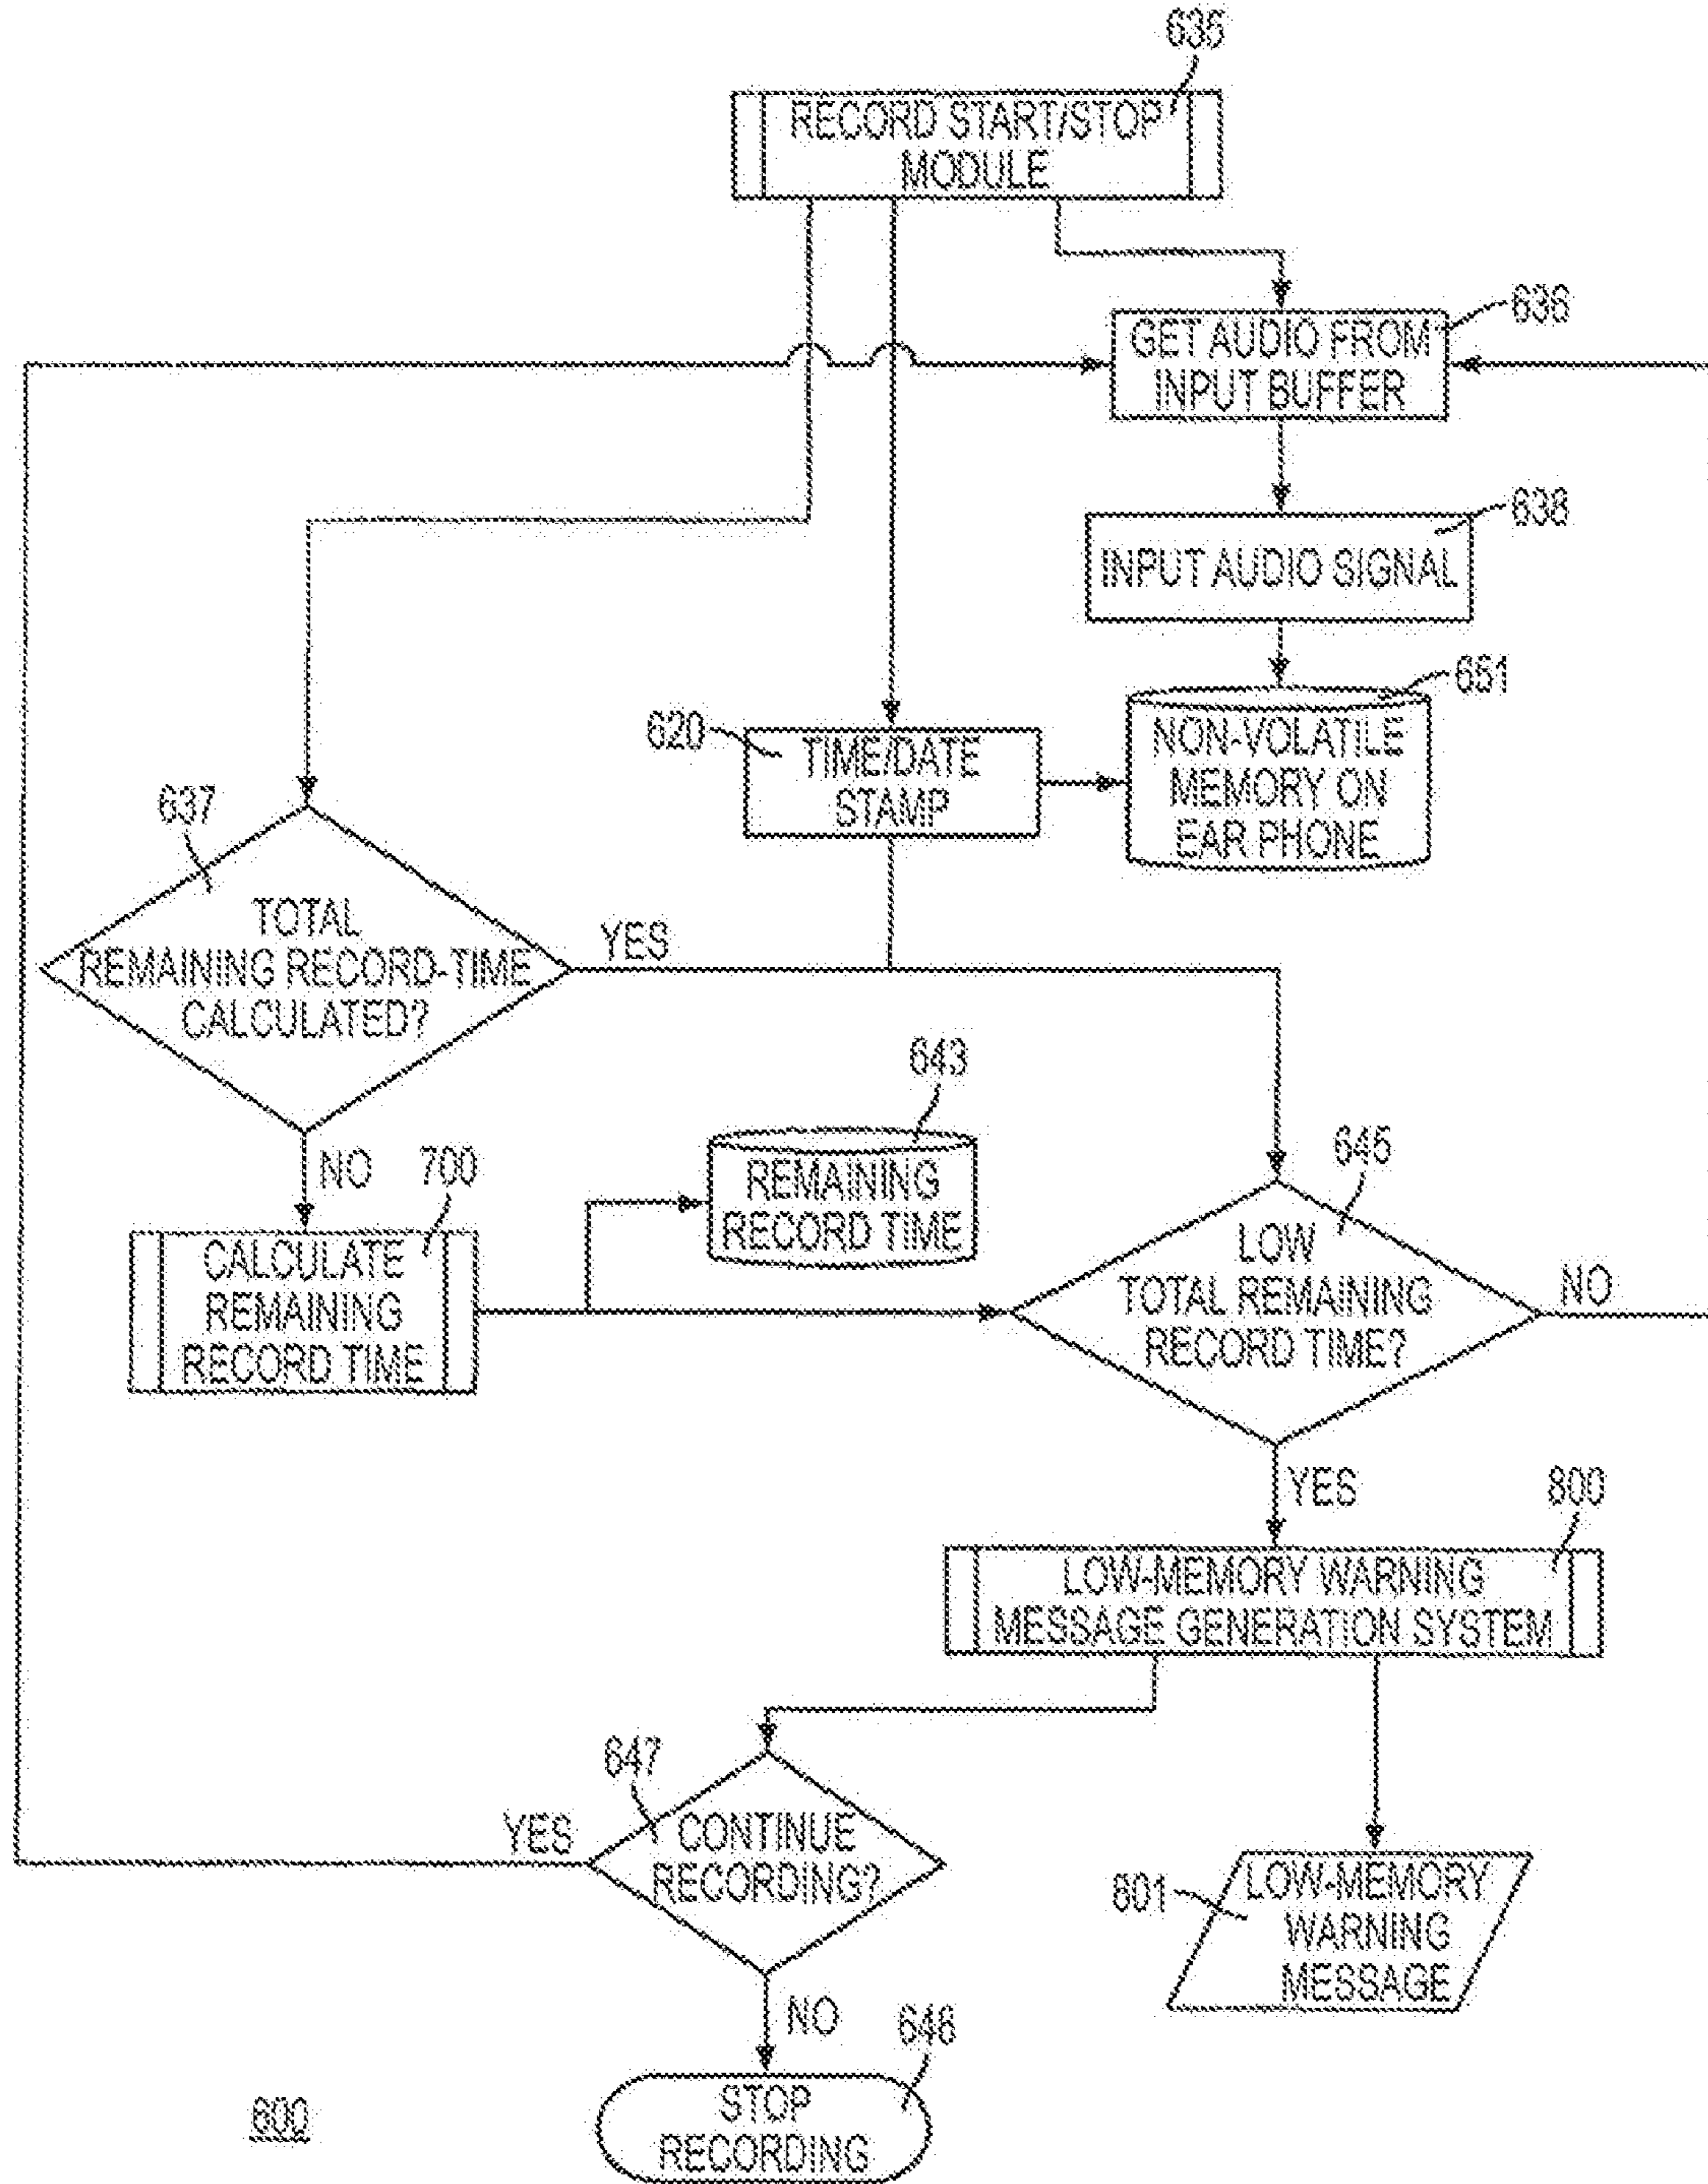 635
RECORD START/STOP
MODULE
636
GET AUDIO FROM
INPUT BUFFER
638
INPUT AUDIO SIGNAL
651
NON-VOLATILE
MEMORY ON
EAR PHONE
620
TIME/DATE
STAMP
637
TOTAL
REMAINING RECORD-TIME
CALCULATED?
YES
NO
643
REMAINING
RECORD TIME
700
CALCULATE
REMAINING
RECORD TIME
645
LOW
TOTAL REMAINING
RECORD TIME?
NO
YES
800
LOW-MEMORY WARNING
MESSAGE GENERATION SYSTEM
647
CONTINUE
RECORDING?
YES
NO
801
LOW-MEMORY
WARNING
MESSAGE
648
STOP
RECORDING
600